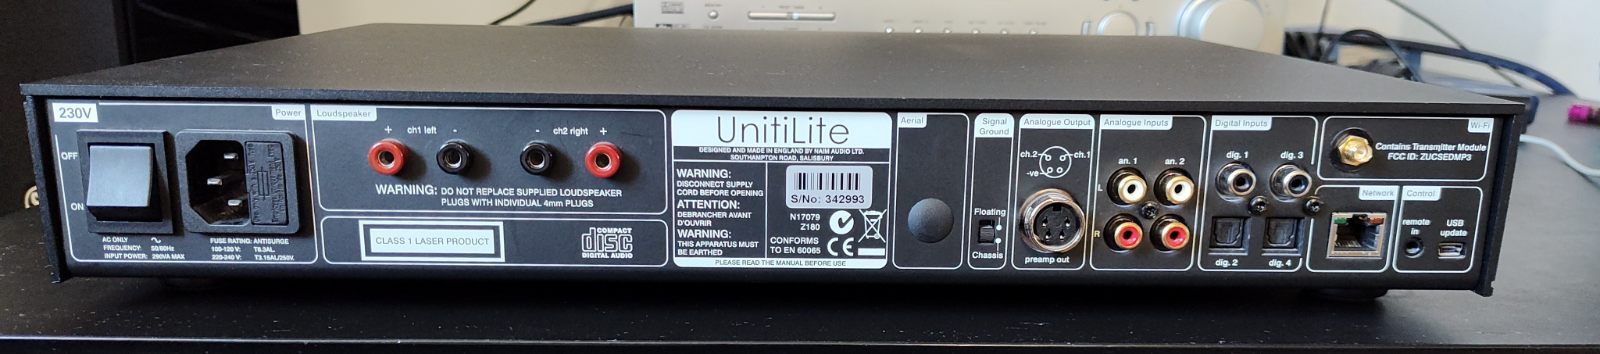 230V
Power
OFF
ON
AC ONLY
FREQUENCY: 50/60Hz
INPUT POWER: 290VA MAX
FUSE RATING: ANTISURGE
100-120 V: T6.3AL.
220-240 V: T3.15AL/250V.
Loudspeaker
+ ch1 left -
- ch2 right +
WARNING: DO NOT REPLACE SUPPLIED LOUDSPEAKER
PLUGS WITH INDIVIDUAL 4mm PLUGS
CLASS 1 LASER PRODUCT
COMPACT
disc
DIGITAL AUDIO
UnitiLite
DESIGNED AND MADE IN ENGLAND BY NAIM AUDIO LTD.
SOUTHAMPTON ROAD, SALISBURY
WARNING:
DISCONNECT SUPPLY
CORD BEFORE OPENING
ATTENTION:
DEBRANCHER AVANT
D'OUVRIR
WARNING:
THIS APPARATUS MUST
BE EARTHED
S/No: 342993
N17079
Z180
CONFORMS
TO EN 60065
CE
PLEASE READ THE MANUAL BEFORE USE
Aerial
Signal
Ground
Floating
Chassis
Analogue Output
ch.2
ch.1
-ve
preamp out
Analogue Inputs
an. 1
an. 2
L
R
Digital Inputs
dig. 1
dig. 3
dig. 2
dig. 4
Wi-Fi
Contains Transmitter Module
FCC ID: ZUCSEDMP3
Network
Control
remote
in
USB
update